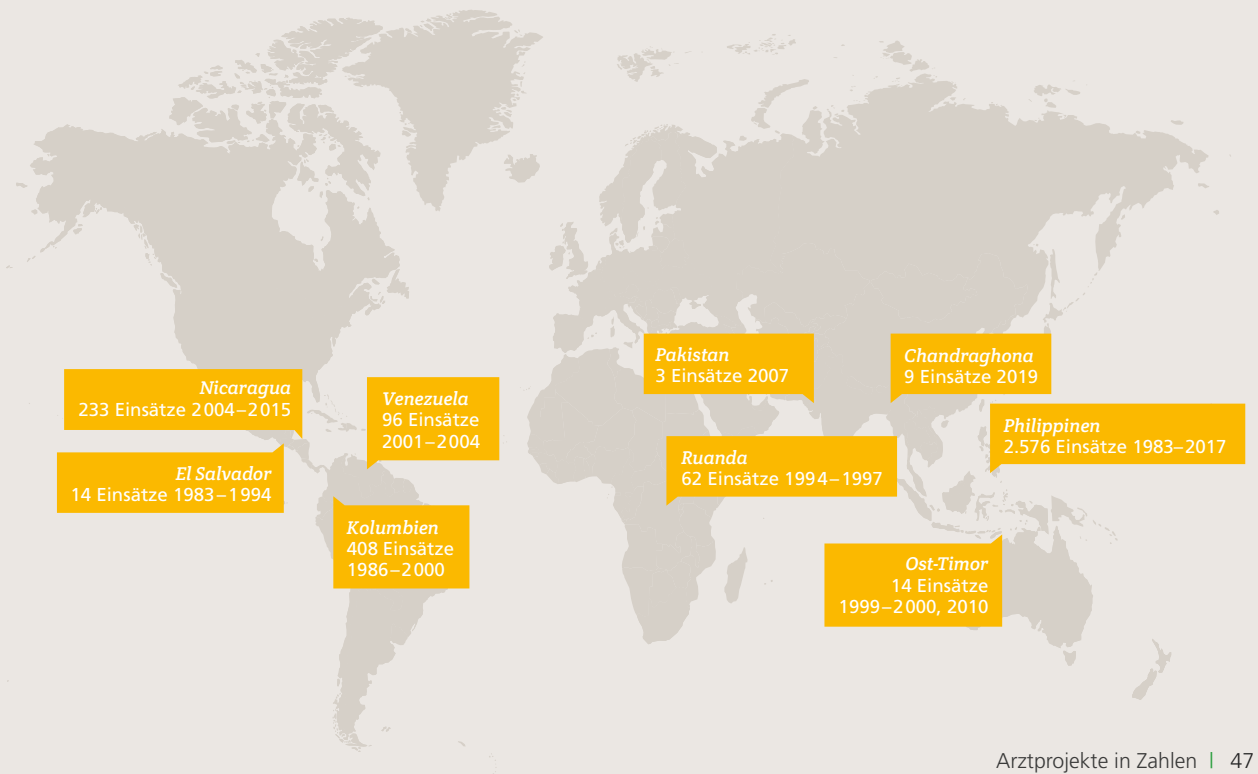 Nicaragua
233 Einsätze 2004–2015
El Salvador
14 Einsätze 1983–1994
Venezuela
96 Einsätze
2001–2004
Kolumbien
408 Einsätze
1986–2000
Pakistan
3 Einsätze 2007
Ruanda
62 Einsätze 1994–1997
Chandraghona
9 Einsätze 2019
Philippinen
2.576 Einsätze 1983–2017
Ost-Timor
14 Einsätze
1999–2000, 2010
Arztprojekte in Zahlen | 47